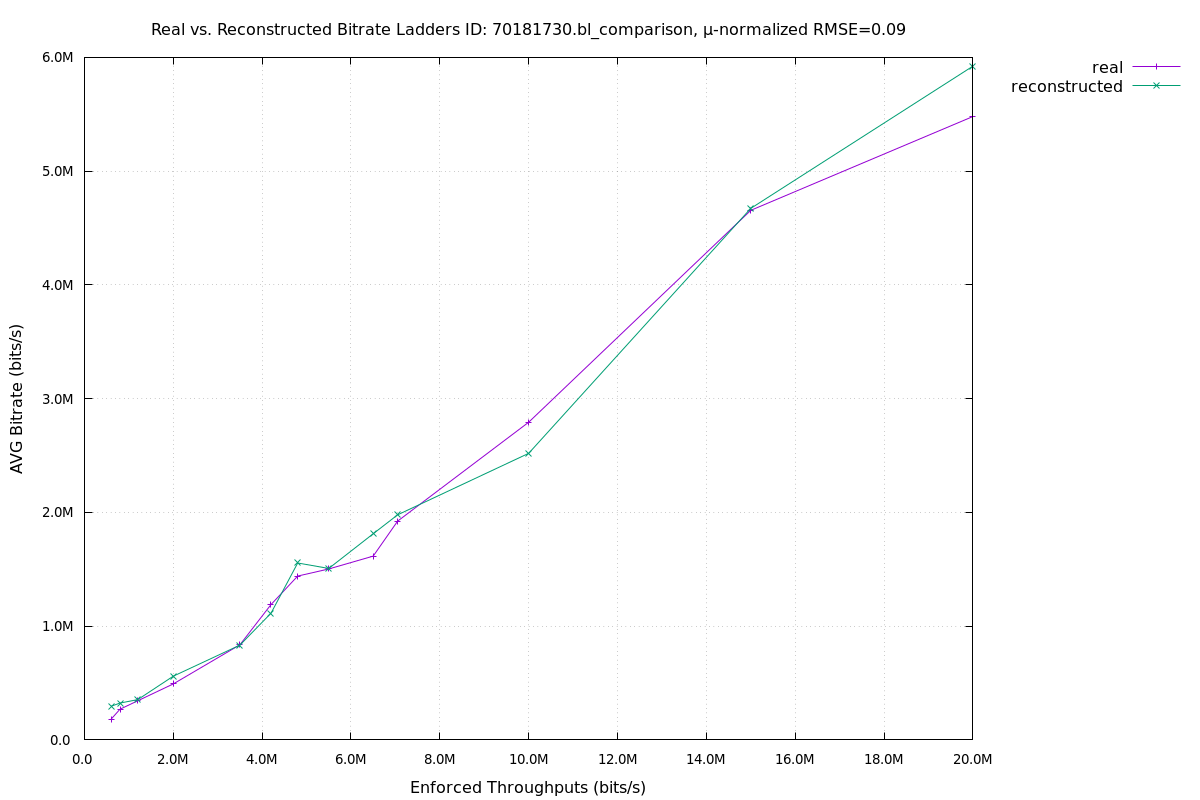 Real vs. Reconstructed Bitrate Ladders ID: 70181730.bl_comparison, μ-normalized RMSE=0.09
real
reconstructed
6.0M
5.0M
4.0M
3.0M
2.0M
1.0M
0.0
AVG Bitrate (bits/s)
0.0 2.0M 4.0M 6.0M 8.0M 10.0M 12.0M 14.0M 16.0M 18.0M 20.0M
Enforced Throughputs (bits/s)